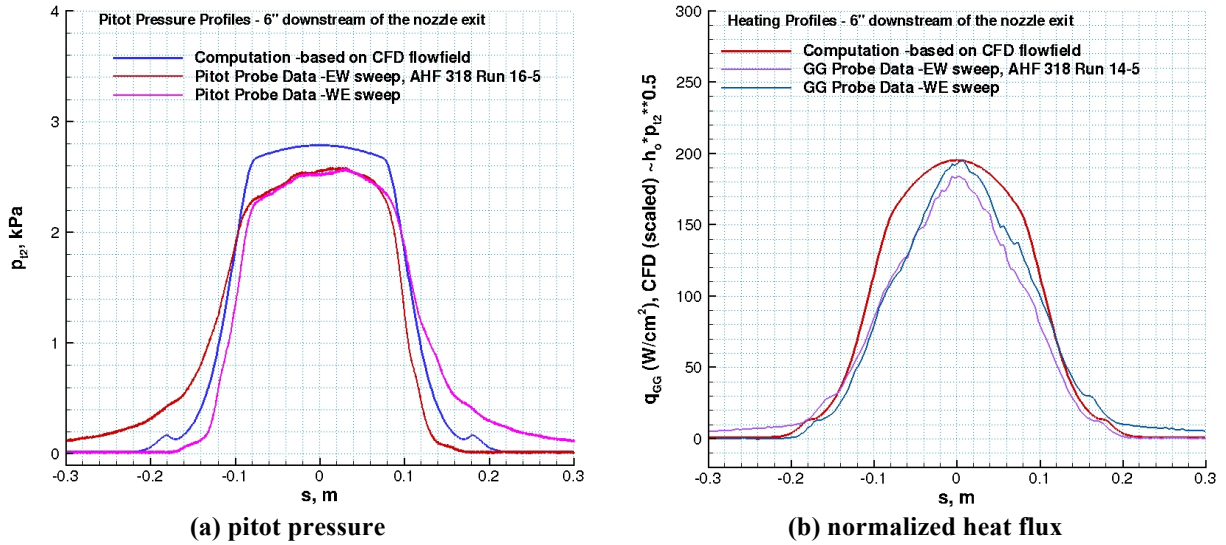 Pitot Pressure Profiles - 6" downstream of the nozzle exit
Computation -based on CFD flowfield
Pitot Probe Data -EW sweep, AHF 318 Run 16-5
Pitot Probe Data -WE sweep
4
3
2
1
0
p_t2, kPa
-0.3 -0.2 -0.1 0 0.1 0.2 0.3
s, m
(a) pitot pressure
Heating Profiles - 6" downstream of the nozzle exit
Computation -based on CFD flowfield
GG Probe Data -EW sweep, AHF 318 Run 14-5
GG Probe Data -WE sweep
300
250
200
150
100
50
0
q_GG (W/cm²), CFD (scaled) ~h_o*p_t2**0.5
-0.3 -0.2 -0.1 0 0.1 0.2 0.3
s, m
(b) normalized heat flux